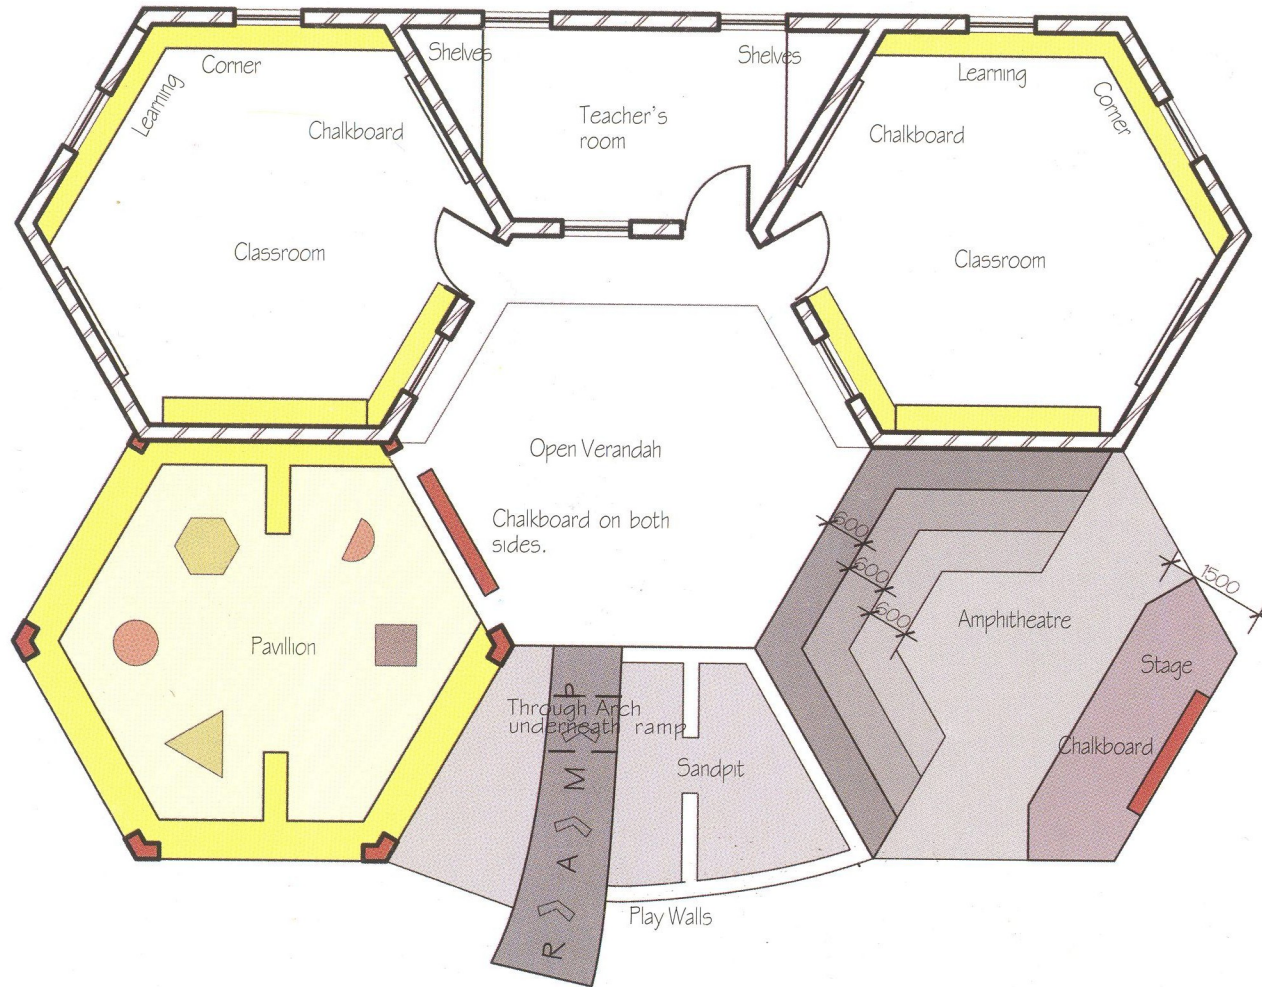 Corner
Learning
Chalkboard
Classroom
Shelves
Shelves
Teacher's
room
Learning
Corner
Chalkboard
Classroom
Open Verandah
Chalkboard on both
sides.
Pavillion
Through Arch
underneath ramp
RAMP
Sandpit
Play Walls
600
600
600
1500
Amphitheatre
Stage
Chalkboard